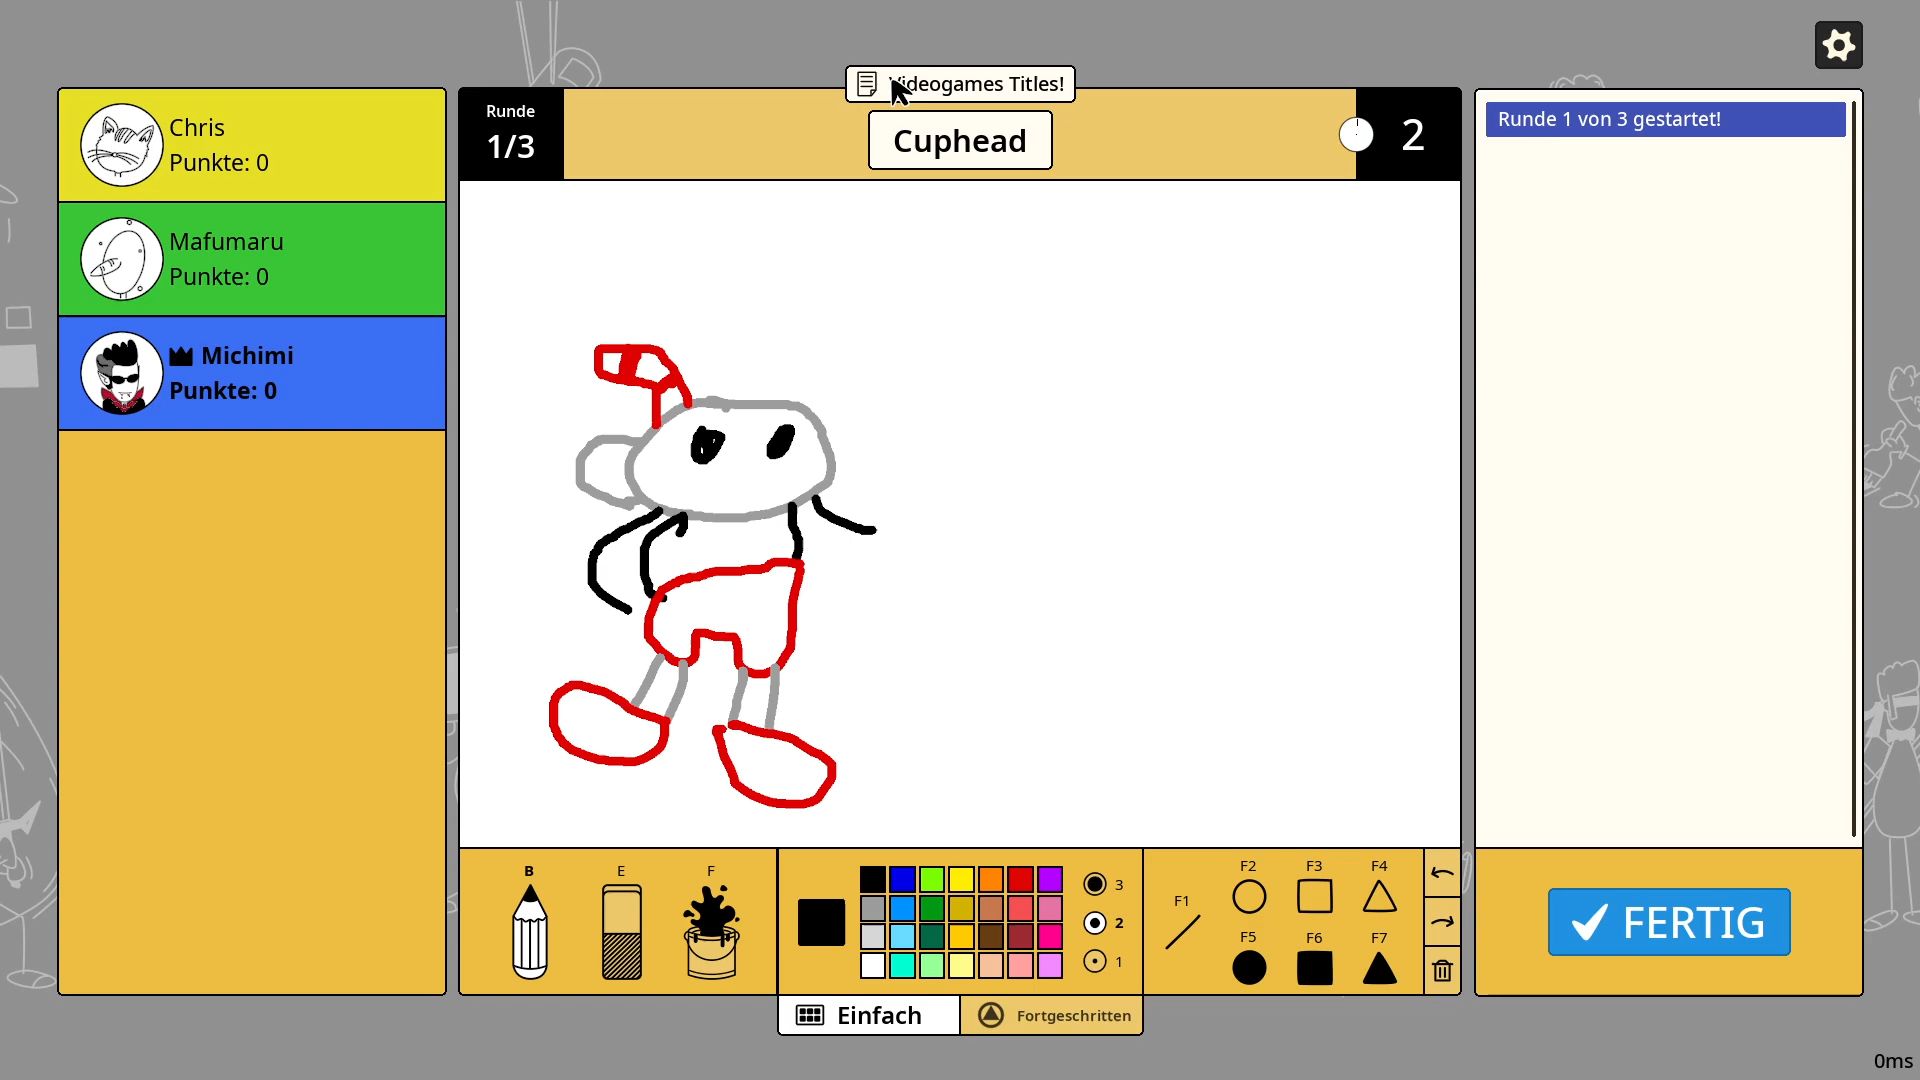 Videogames Titles!
Runde
1/3
Cuphead
2
Chris
Punkte: 0
Mafumaru
Punkte: 0
Michimi
Punkte: 0
Runde 1 von 3 gestartet!
B
E
F
3
2
1
F1
F2
F3
F4
F5
F6
F7
FERTIG
Einfach
Fortgeschritten
0ms